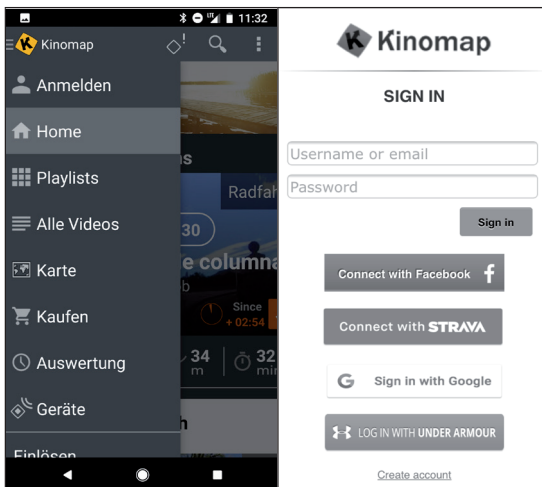 LTE 11:32
Kinomap
Anmelden
Home
Playlists
Alle Videos
Karte
Kaufen
Auswertung
Geräte
Einlösen
s
Radfah
30
e columna
b
Since
+ 02:54
34
m
32
min
h
Kinomap
SIGN IN
Username or email
Password
Sign in
Connect with Facebook f
Connect with STRAVA
G Sign in with Google
LOG IN WITH UNDER ARMOUR
Create account